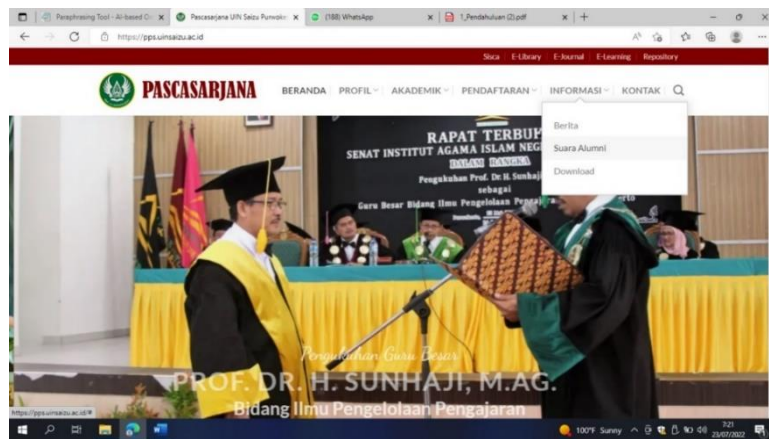 Paraphrasing Tool - AI-based
Pascasarjana UIN Saizu Purwoke
(188) WhatsApp
1_Pendahuluan (2).pdf
https://pps.uinsaizu.ac.id
Sisca E-Library E-Journal E-Learning Repository
PASCASARJANA
BERANDA PROFIL AKADEMIK PENDAFTARAN INFORMASI KONTAK
Berita
Suara Alumni
Download
RAPAT TERBUK
SENAT INSTITUT AGAMA ISLAM NEG
DALAM RANGKA
Pengukuhan Prof. Dr. H. Sunhaji
sebagai
Guru Besar Bidang Ilmu Pengelolaan Pengaja
Pengukuhan Guru Besar
PROF. DR. H. SUNHAJI, M.AG.
Bidang Ilmu Pengelolaan Pengajaran
https://pps.uinsaizu.ac.id/#
100°F Sunny
7:21
23/07/2022